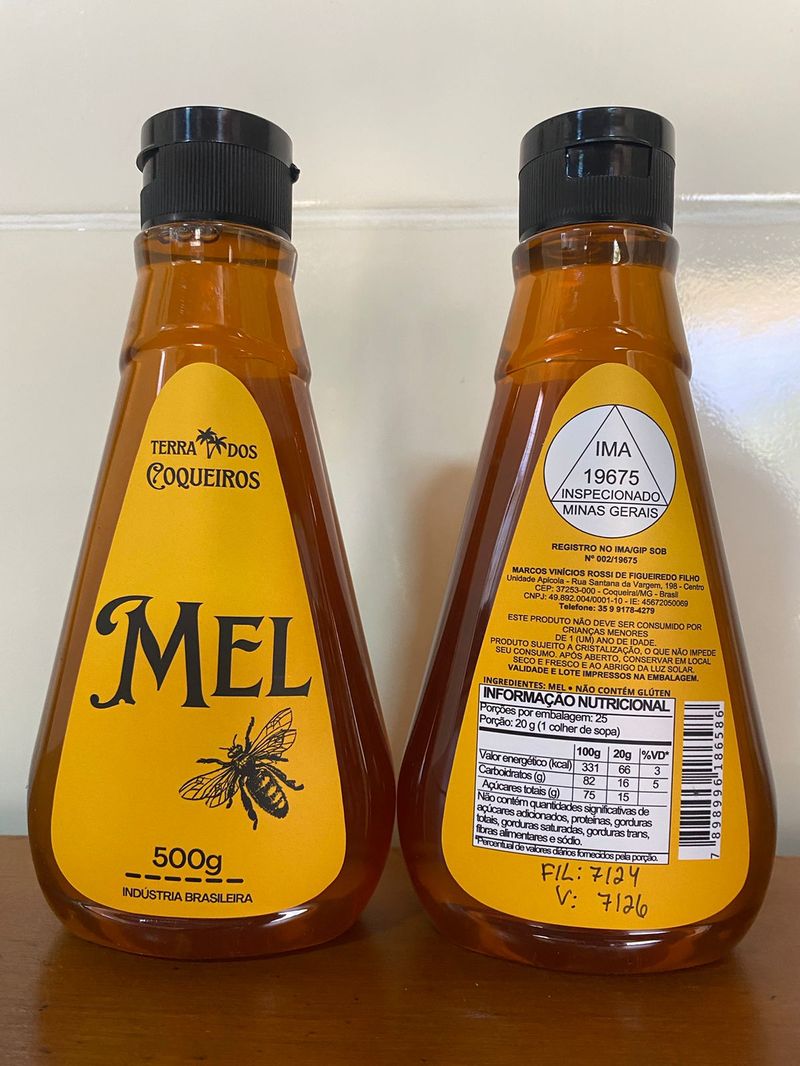 TERRA DOS
COQUEIROS
MEL
500g
INDÚSTRIA BRASILEIRA
IMA
19675
INSPECIONADO
MINAS GERAIS
REGISTRO NO IMA/GIP SOB
Nº 002/19675
MARCOS VINÍCIOS ROSSI DE FIGUEIREDO FILHO
Unidade Apícola - Rua Santana da Vargem, 198 - Centro
CEP: 37253-000 - Coqueiral/MG - Brasil
CNPJ: 49.892.004/0001-10 - IE: 45672050069
Telefone: 35 9 9178-4279
ESTE PRODUTO NÃO DEVE SER CONSUMIDO POR
CRIANÇAS MENORES
DE 1 (UM) ANO DE IDADE.
PRODUTO SUJEITO A CRISTALIZAÇÃO, O QUE NÃO IMPEDE
SEU CONSUMO. APÓS ABERTO, CONSERVAR EM LOCAL
SECO E FRESCO E AO ABRIGO DA LUZ SOLAR.
VALIDADE E LOTE IMPRESSOS NA EMBALAGEM.
INGREDIENTES: MEL • NÃO CONTÉM GLÚTEN
INFORMAÇÃO NUTRICIONAL
Porções por embalagem: 25
Porção: 20 g (1 colher de sopa)
100g 20g %VD*
Valor energético (kcal) 331 66 3
Carboidratos (g) 82 16 5
Açúcares totais (g) 75 15
Não contém quantidades significativas de
açúcares adicionados, proteínas, gorduras
totais, gorduras saturadas, gorduras trans,
fibras alimentares e sódio.
*Percentual de valores diários fornecidos pela porção.
7 898996 186586
FIL: 7124
V: 7126